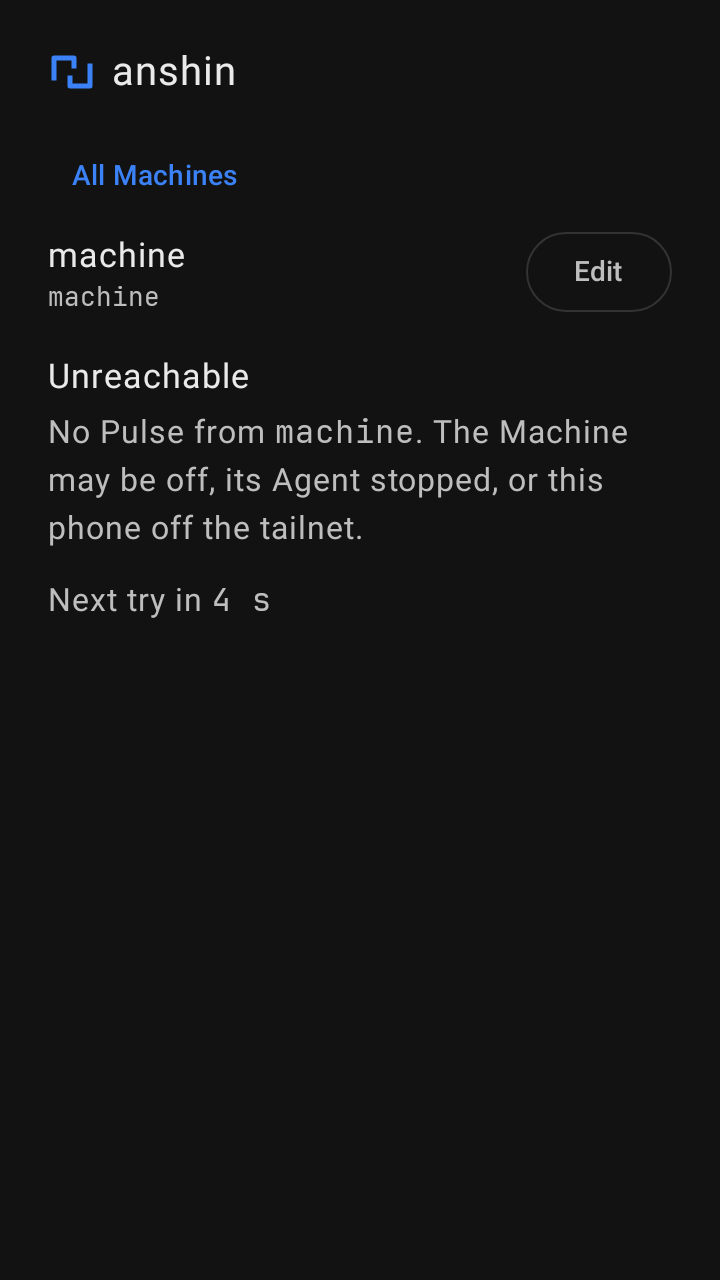 anshin
All Machines
machine
machine
Edit
Unreachable
No Pulse from machine. The Machine
may be off, its Agent stopped, or this
phone off the tailnet.
Next try in 4 s